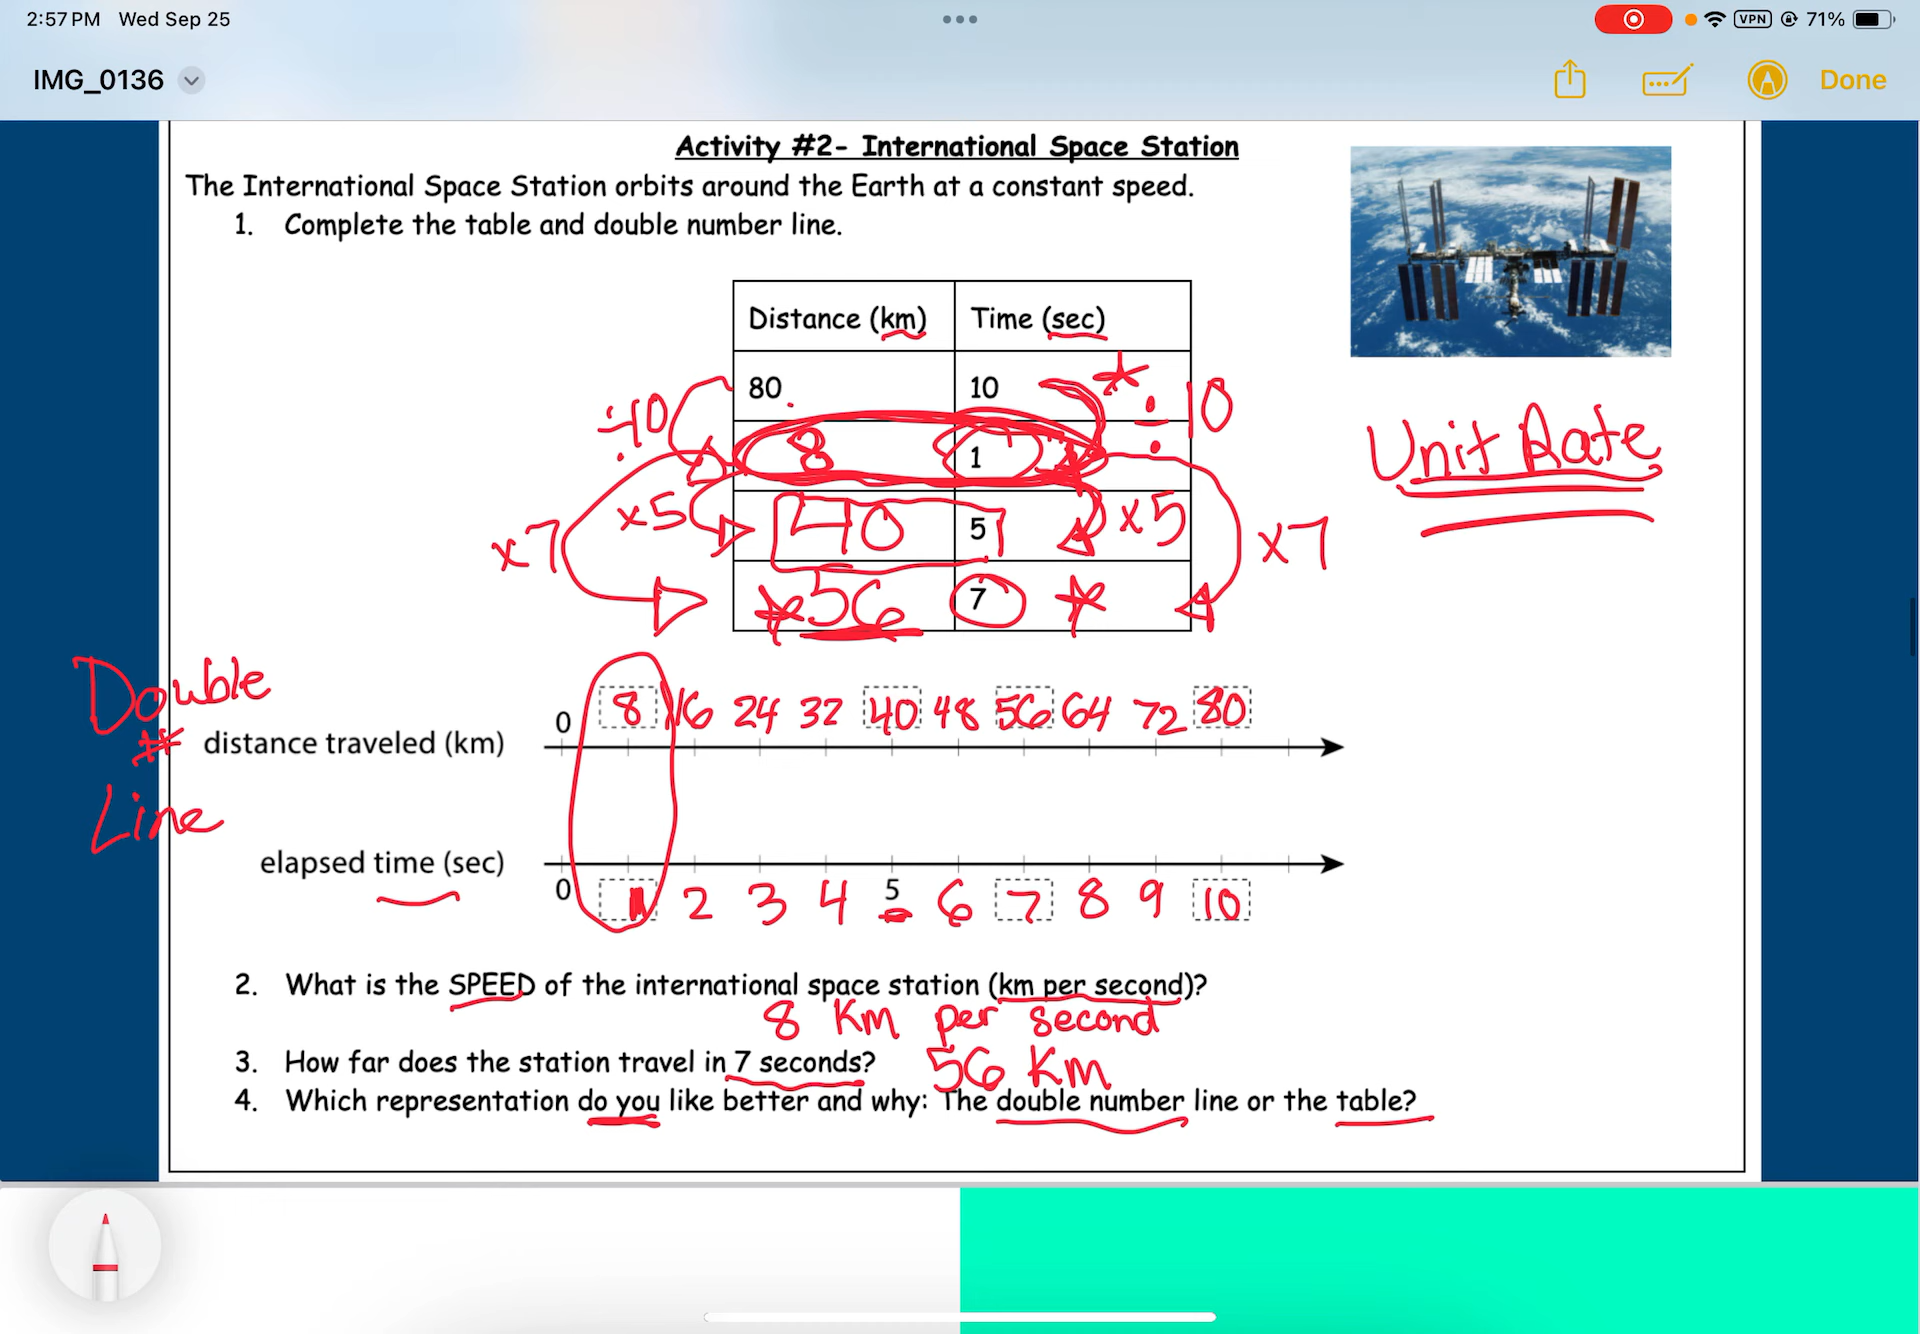 2:57 PM Wed Sep 25
VPN 71%
IMG_0136
Done
Activity #2- International Space Station
The International Space Station orbits around the Earth at a constant speed.
1. Complete the table and double number line.
Distance (km) Time (sec)
80 10
÷10 ÷10
8 1
Unit Rate
x5 40 5 x5
x7 x7
56 7
Double
#
Line
0 8 16 24 32 40 48 56 64 72 80
distance traveled (km)
elapsed time (sec)
0 1 2 3 4 5 6 7 8 9 10
2. What is the SPEED of the international space station (km per second)?
8 Km per second
3. How far does the station travel in 7 seconds? 56 Km
4. Which representation do you like better and why: The double number line or the table?